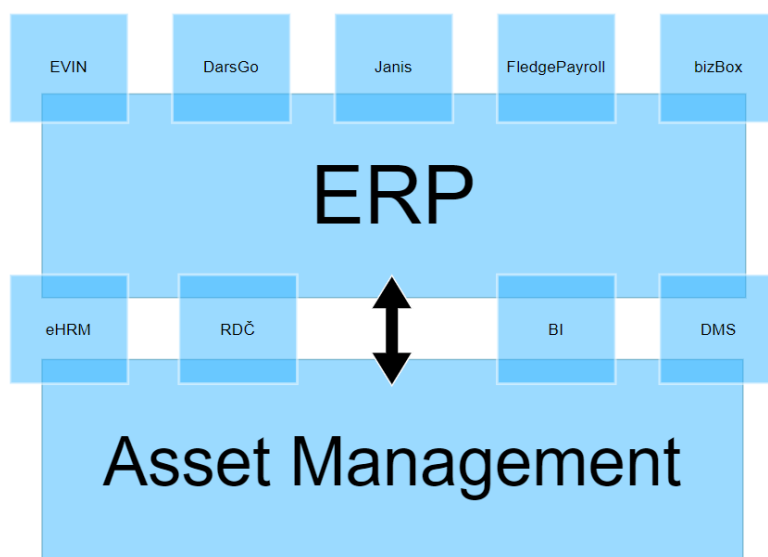 EVIN
DarsGo
Janis
FledgePayroll
bizBox
ERP
eHRM
RDČ
BI
DMS
Asset Management